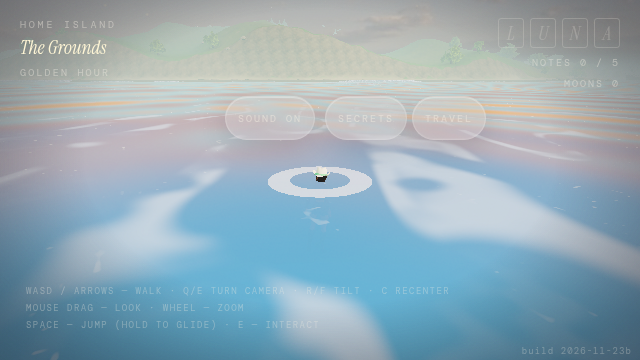 HOME ISLAND
The Grounds
GOLDEN HOUR
L U N A
NOTES 0 / 5
MOONS 0
SOUND ON
SECRETS
TRAVEL
WASD / ARROWS — WALK · Q/E TURN CAMERA · R/F TILT · C RECENTER
MOUSE DRAG — LOOK · WHEEL — ZOOM
SPACE — JUMP (HOLD TO GLIDE) · E — INTERACT
build 2026-11-23b